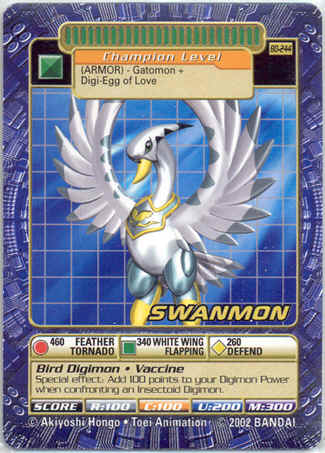 Champion Level
BO-244
(ARMOR) - Gatomon +
Digi-Egg of Love
SWANMON
460 FEATHER TORNADO
340 WHITE WING FLAPPING
260 DEFEND
Bird Digimon • Vaccine
Special effect: Add 100 points to your Digimon Power
when confronting an Insectoid Digimon.
SCORE R:100 C:100 U:200 M:300
© Akiyoshi Hongo • Toei Animation • © 2002 BANDAI